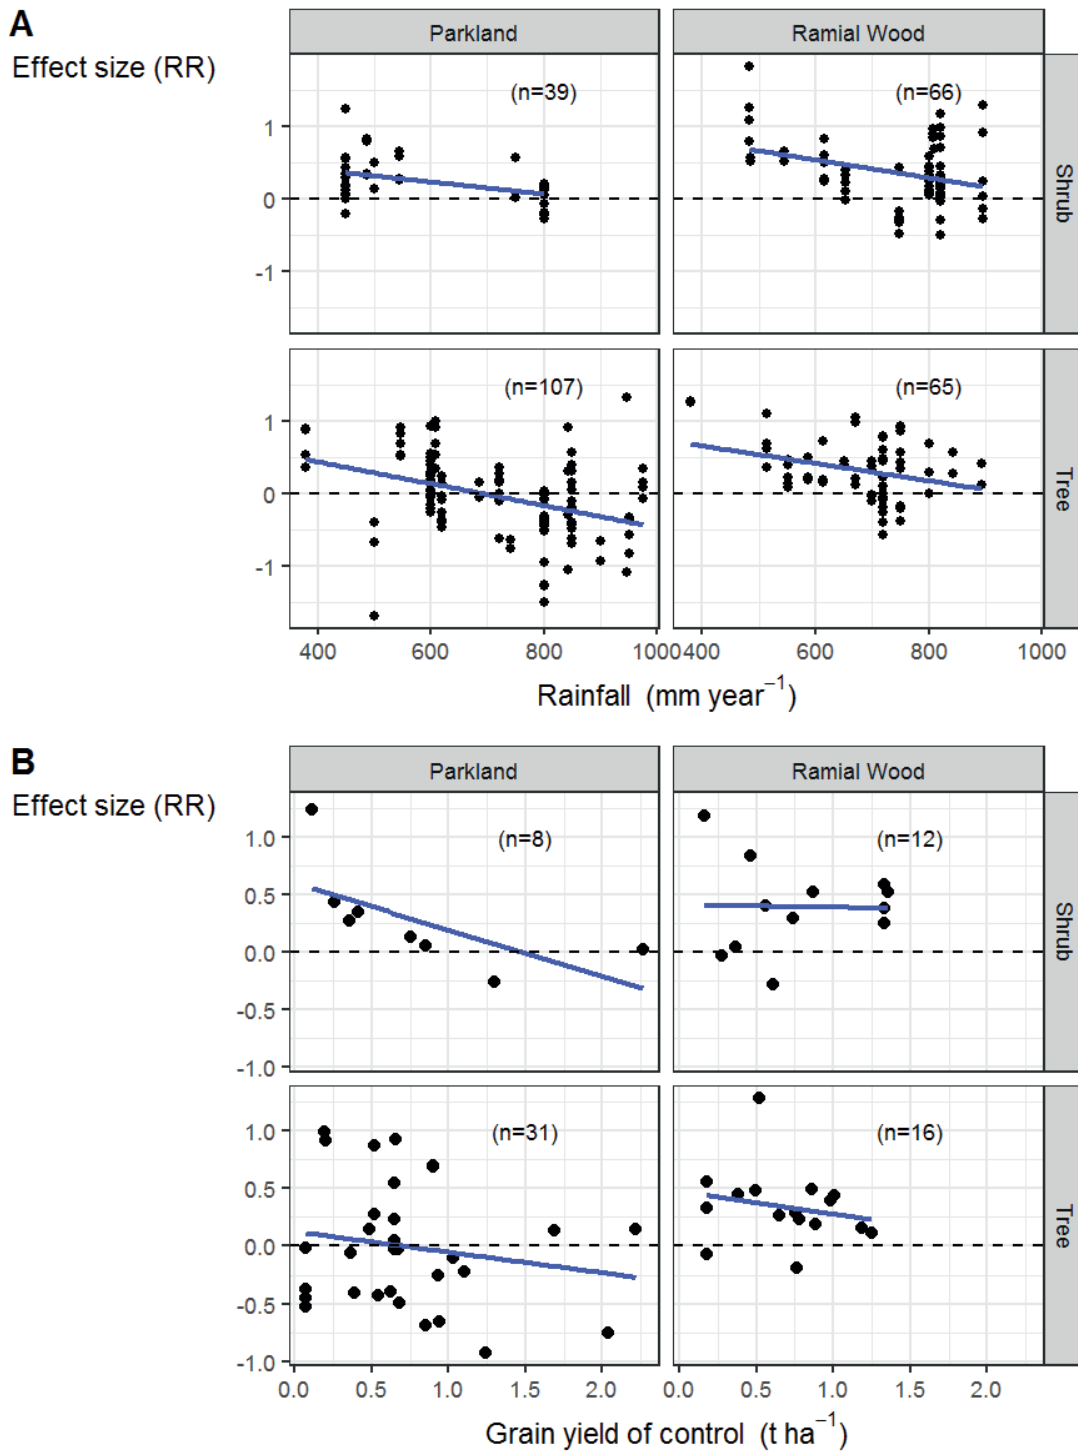 A
Effect size (RR)
Parkland
Ramial Wood
(n=39)
(n=66)
1
0
-1
Shrub
(n=107)
(n=65)
1
0
-1
Tree
400 600 800 1000
400 600 800 1000
Rainfall (mm year⁻¹)
B
Effect size (RR)
Parkland
Ramial Wood
(n=8)
(n=12)
1.0
0.5
0.0
-0.5
-1.0
Shrub
(n=31)
(n=16)
1.0
0.5
0.0
-0.5
-1.0
Tree
0.0 0.5 1.0 1.5 2.0
0.0 0.5 1.0 1.5 2.0
Grain yield of control (t ha⁻¹)